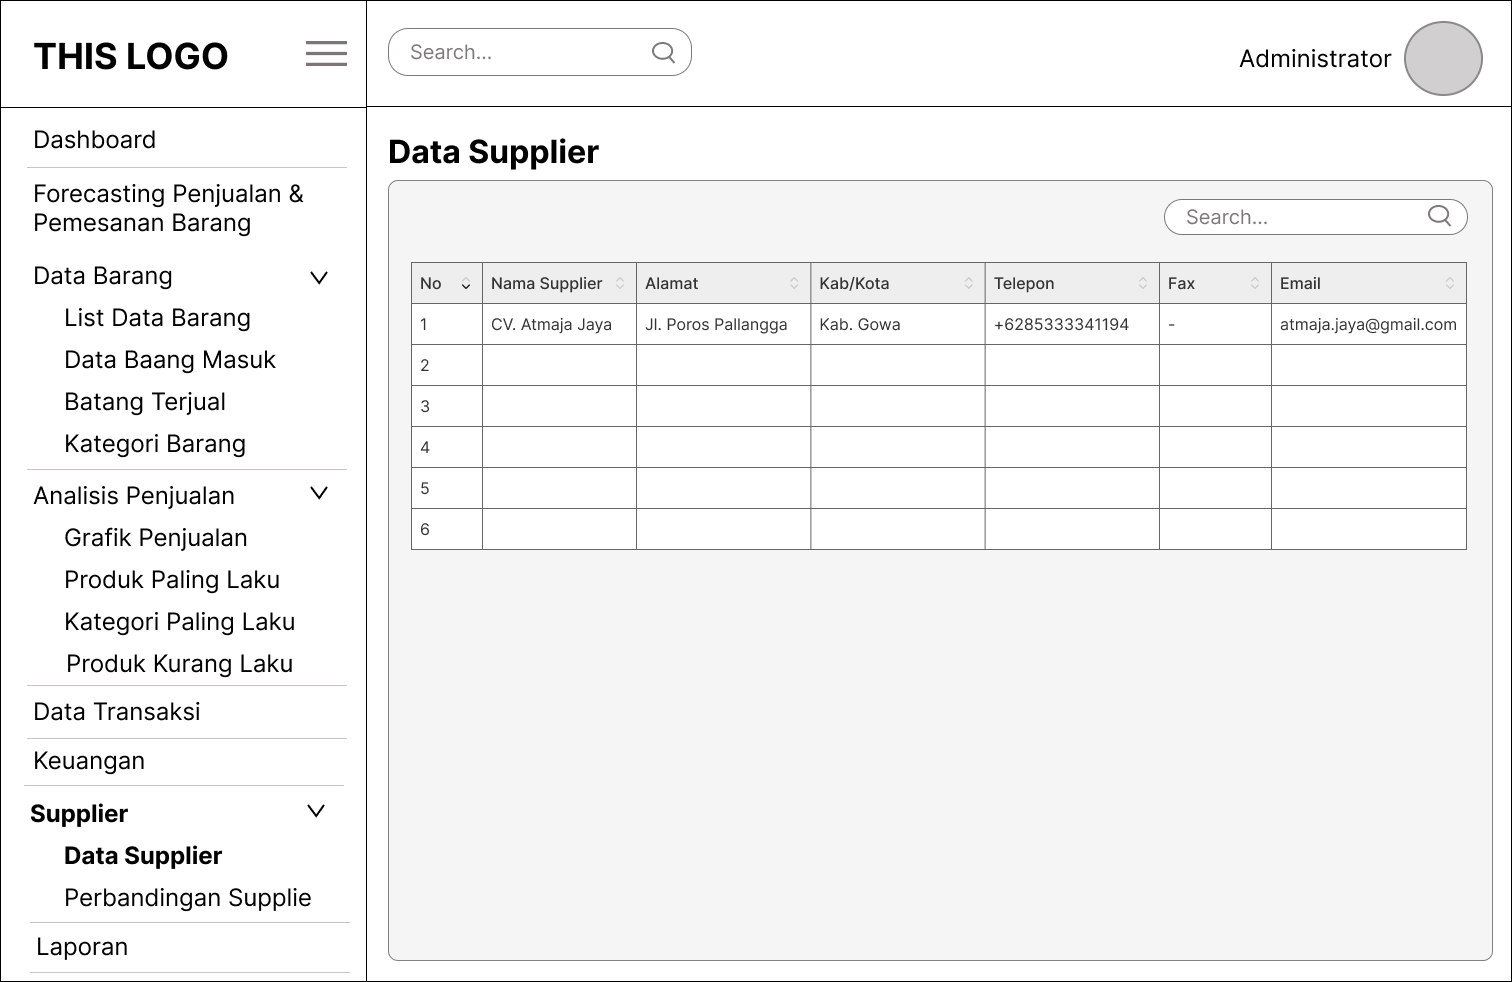 THIS LOGO
Search...
Administrator
Dashboard
Forecasting Penjualan &
Pemesanan Barang
Data Barang
List Data Barang
Data Baang Masuk
Batang Terjual
Kategori Barang
Analisis Penjualan
Grafik Penjualan
Produk Paling Laku
Kategori Paling Laku
Produk Kurang Laku
Data Transaksi
Keuangan
Supplier
Data Supplier
Perbandingan Supplie
Laporan
Data Supplier
Search...
No Nama Supplier Alamat Kab/Kota Telepon Fax Email
1 CV. Atmaja Jaya Jl. Poros Pallangga Kab. Gowa +6285333341194 - atmaja.jaya@gmail.com
2
3
4
5
6